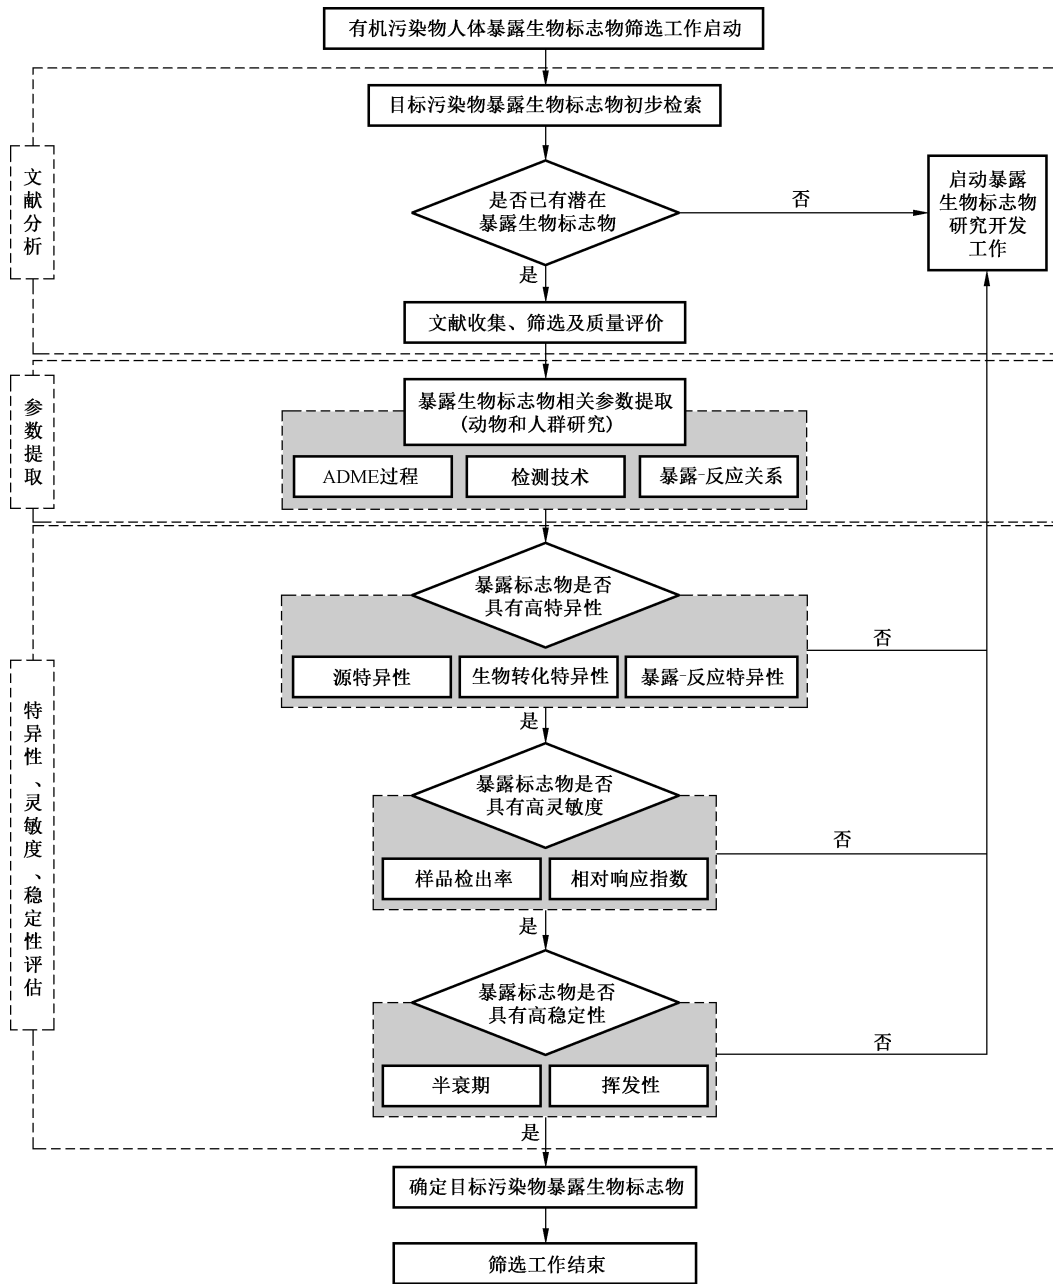 有机污染物人体暴露生物标志物筛选工作启动
目标污染物暴露生物标志物初步检索
文献分析
是否已有潜在
暴露生物标志物
否
启动暴露
生物标志物
研究开发
工作
是
文献收集、筛选及质量评价
参数提取
暴露生物标志物相关参数提取
(动物和人群研究)
ADME过程
检测技术
暴露-反应关系
特异性、灵敏度、稳定性评估
暴露标志物是否
具有高特异性
否
源特异性
生物转化特异性
暴露-反应特异性
是
暴露标志物是否
具有高灵敏度
否
样品检出率
相对响应指数
是
暴露标志物是否
具有高稳定性
否
半衰期
挥发性
是
确定目标污染物暴露生物标志物
筛选工作结束